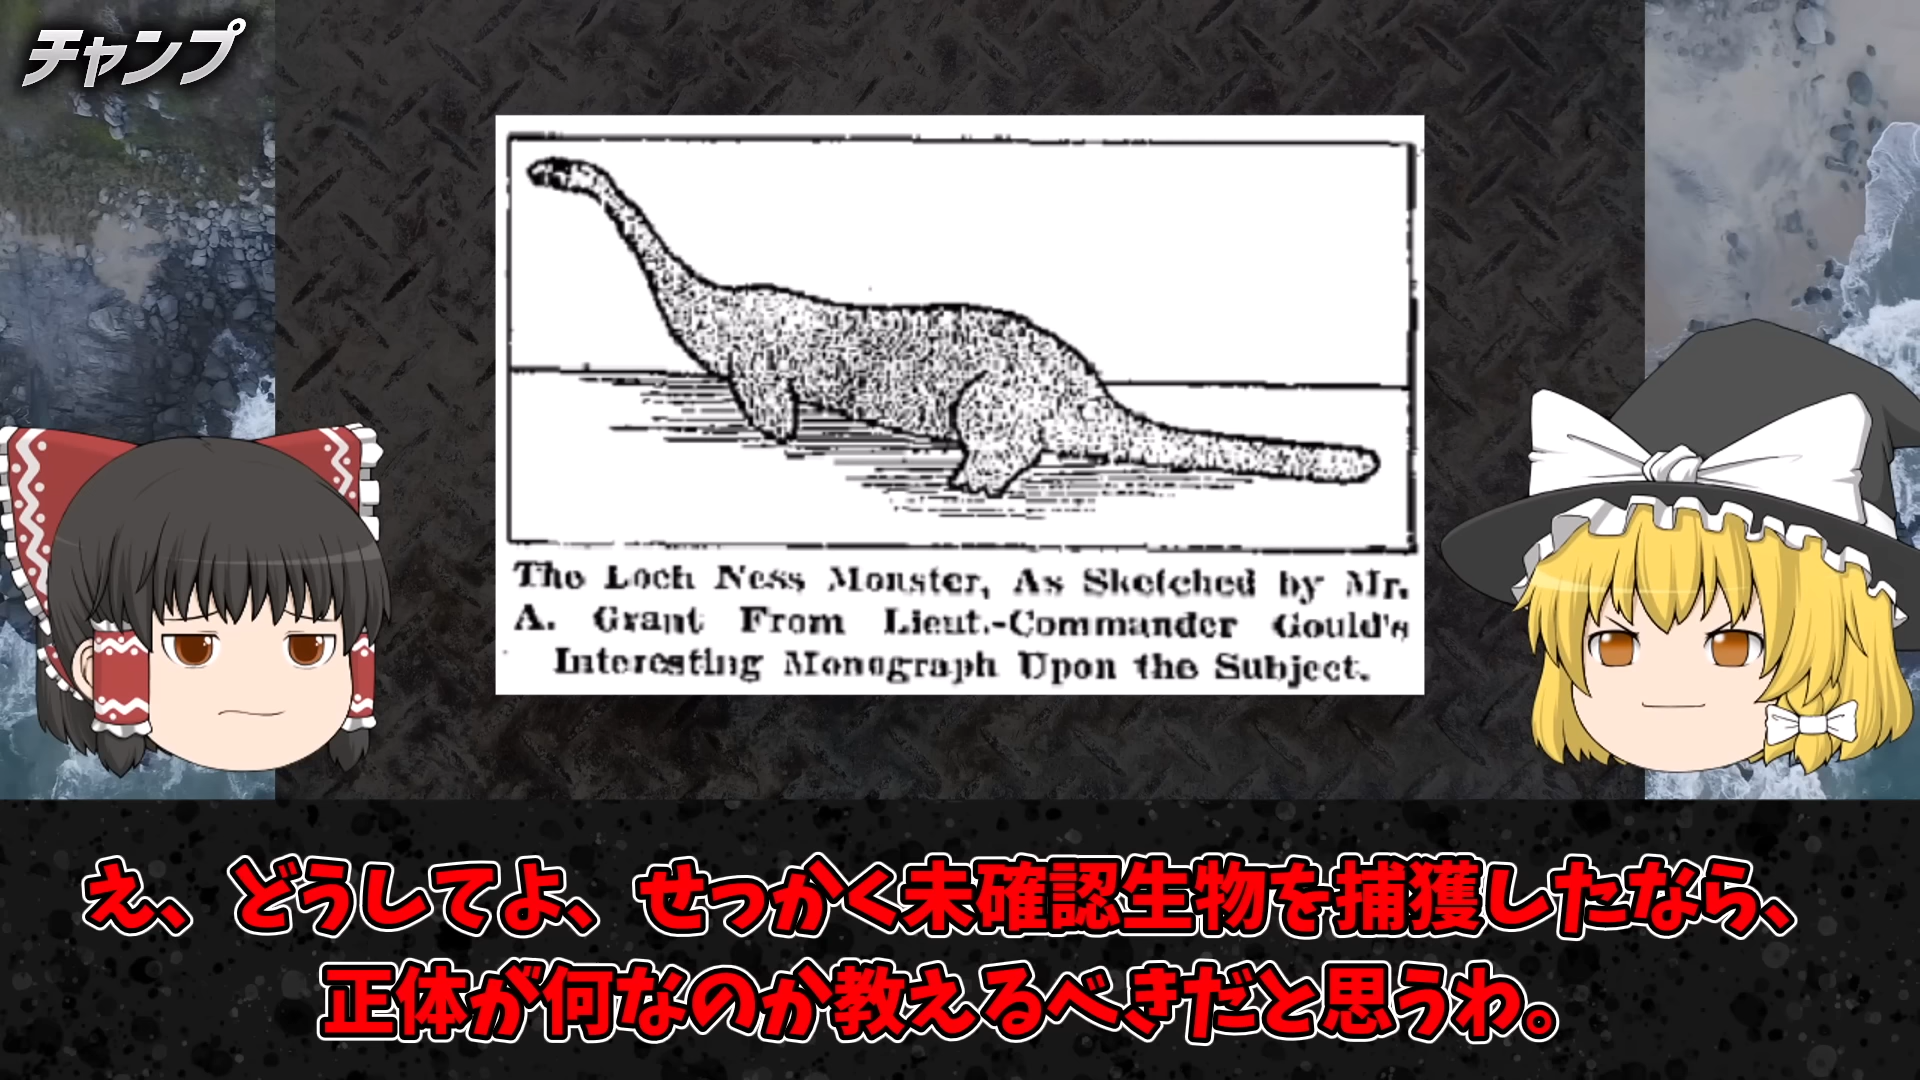 チャンプ
The Loch Ness Monster, As Sketched by Mr.
A. Grant From Lieut.-Commander Gould's
Interesting Monograph Upon the Subject.
え、どうしてよ、せっかく未確認生物を捕獲したなら、
正体が何なのか教えるべきだと思うわ。